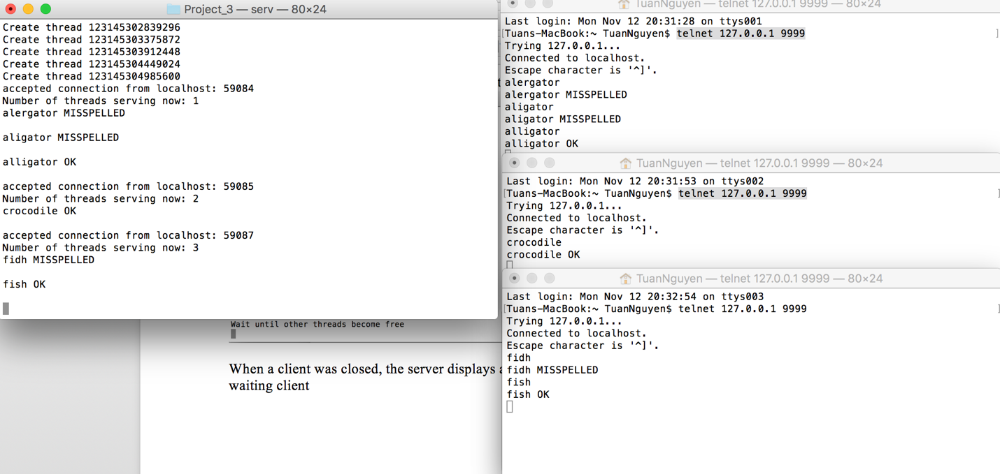 Project_3 — serv — 80×24
Create thread 123145302839296
Create thread 123145303375872
Create thread 123145303912448
Create thread 123145304449024
Create thread 123145304985600
accepted connection from localhost: 59084
Number of threads serving now: 1
alergator MISSPELLED
aligator MISSPELLED
alligator OK
accepted connection from localhost: 59085
Number of threads serving now: 2
crocodile OK
accepted connection from localhost: 59087
Number of threads serving now: 3
fidh MISSPELLED
fish OK
Wait until other threads become free
When a client was closed, the server displays
waiting client
TuanNguyen — telnet 127.0.0.1 9999 — 80×24
Last login: Mon Nov 12 20:31:28 on ttys001
[Tuans-MacBook:~ TuanNguyen$ telnet 127.0.0.1 9999 ]
Trying 127.0.0.1...
Connected to localhost.
Escape character is '^]'.
alergator
alergator MISSPELLED
aligator
aligator MISSPELLED
alligator
alligator OK
TuanNguyen — telnet 127.0.0.1 9999 — 80×24
Last login: Mon Nov 12 20:31:53 on ttys002
[Tuans-MacBook:~ TuanNguyen$ telnet 127.0.0.1 9999 ]
Trying 127.0.0.1...
Connected to localhost.
Escape character is '^]'.
crocodile
crocodile OK
TuanNguyen — telnet 127.0.0.1 9999 — 80×24
Last login: Mon Nov 12 20:32:54 on ttys003
[Tuans-MacBook:~ TuanNguyen$ telnet 127.0.0.1 9999 ]
Trying 127.0.0.1...
Connected to localhost.
Escape character is '^]'.
fidh
fidh MISSPELLED
fish
fish OK